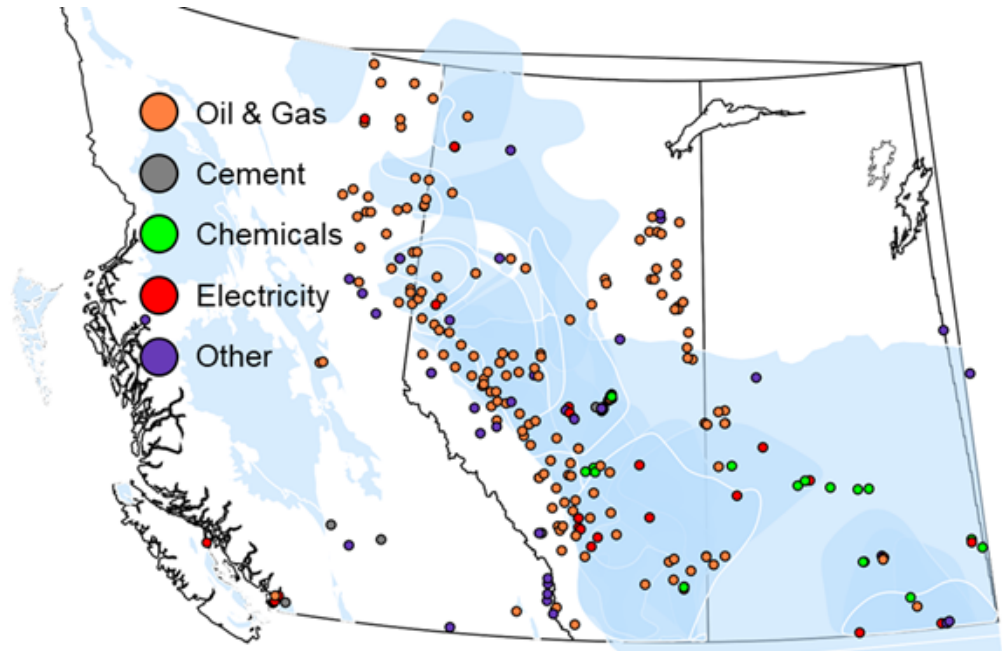 Oil & Gas
Cement
Chemicals
Electricity
Other